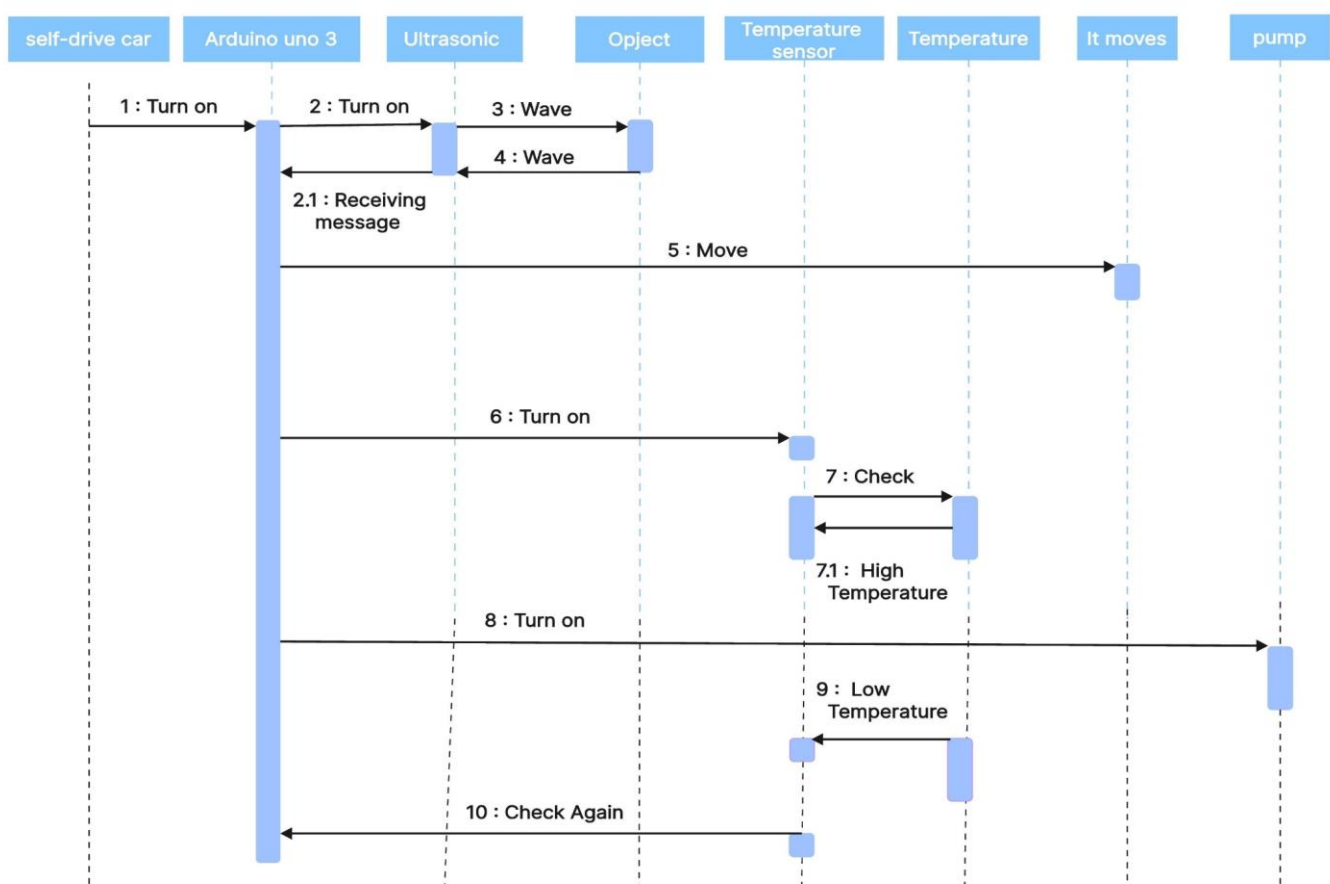 self-drive car
Arduino uno 3
Ultrasonic
Opject
Temperature
sensor
Temperature
It moves
pump
1 : Turn on
2 : Turn on
3 : Wave
4 : Wave
2.1 : Receiving
message
5 : Move
6 : Turn on
7 : Check
7.1 : High
Temperature
8 : Turn on
9 : Low
Temperature
10 : Check Again